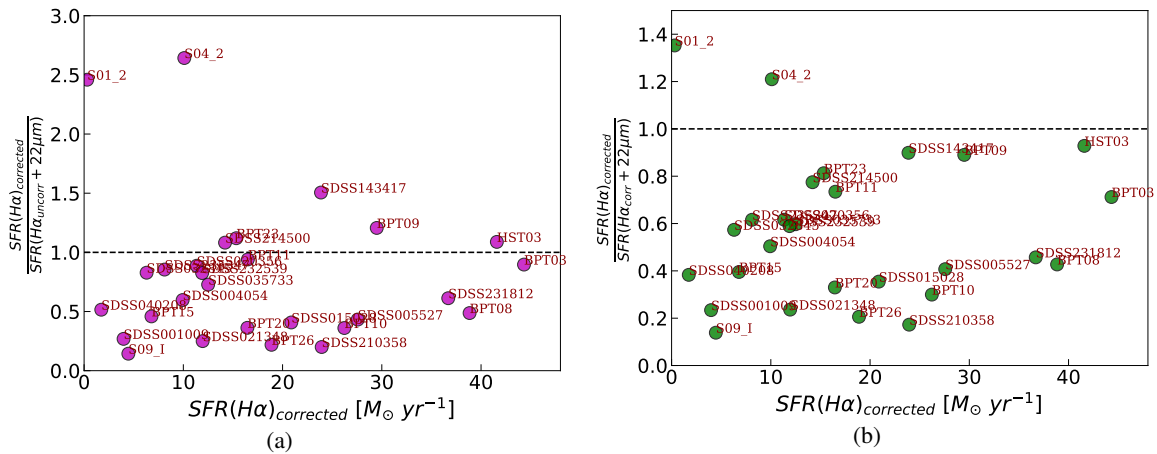 3.0
2.5
2.0
1.5
1.0
0.5
0.0
0
10
20
30
40
SFR(Hα)corrected
SFR(Hαuncorr + 22μm)
SFR(Hα)corrected [M⊙ yr−1]
S01_2
S04_2
SDSS143417
BPT09
HST03
BPT03
BPT23
SDSS214500
BPT11
SDSS232539
SDSS035733
SDSS004054
SDSS040208
BPT15
SDSS001009
S09_I
BPT20
SDSS021348
BPT26
SDSS015028
BPT10
SDSS005527
SDSS210358
SDSS231812
BPT08
(a)
1.4
1.2
1.0
0.8
0.6
0.4
0.2
0.0
0
10
20
30
40
SFR(Hα)corrected
SFR(Hαcorr + 22μm)
SFR(Hα)corrected [M⊙ yr−1]
S01_2
S04_2
HST03
SDSS143417
BPT09
BPT23
SDSS214500
BPT11
BPT03
SDSS004054
SDSS040208
BPT15
SDSS001009
S09_I
BPT20
SDSS021348
BPT26
SDSS015028
SDSS005527
BPT10
SDSS210358
SDSS231812
BPT08
(b)